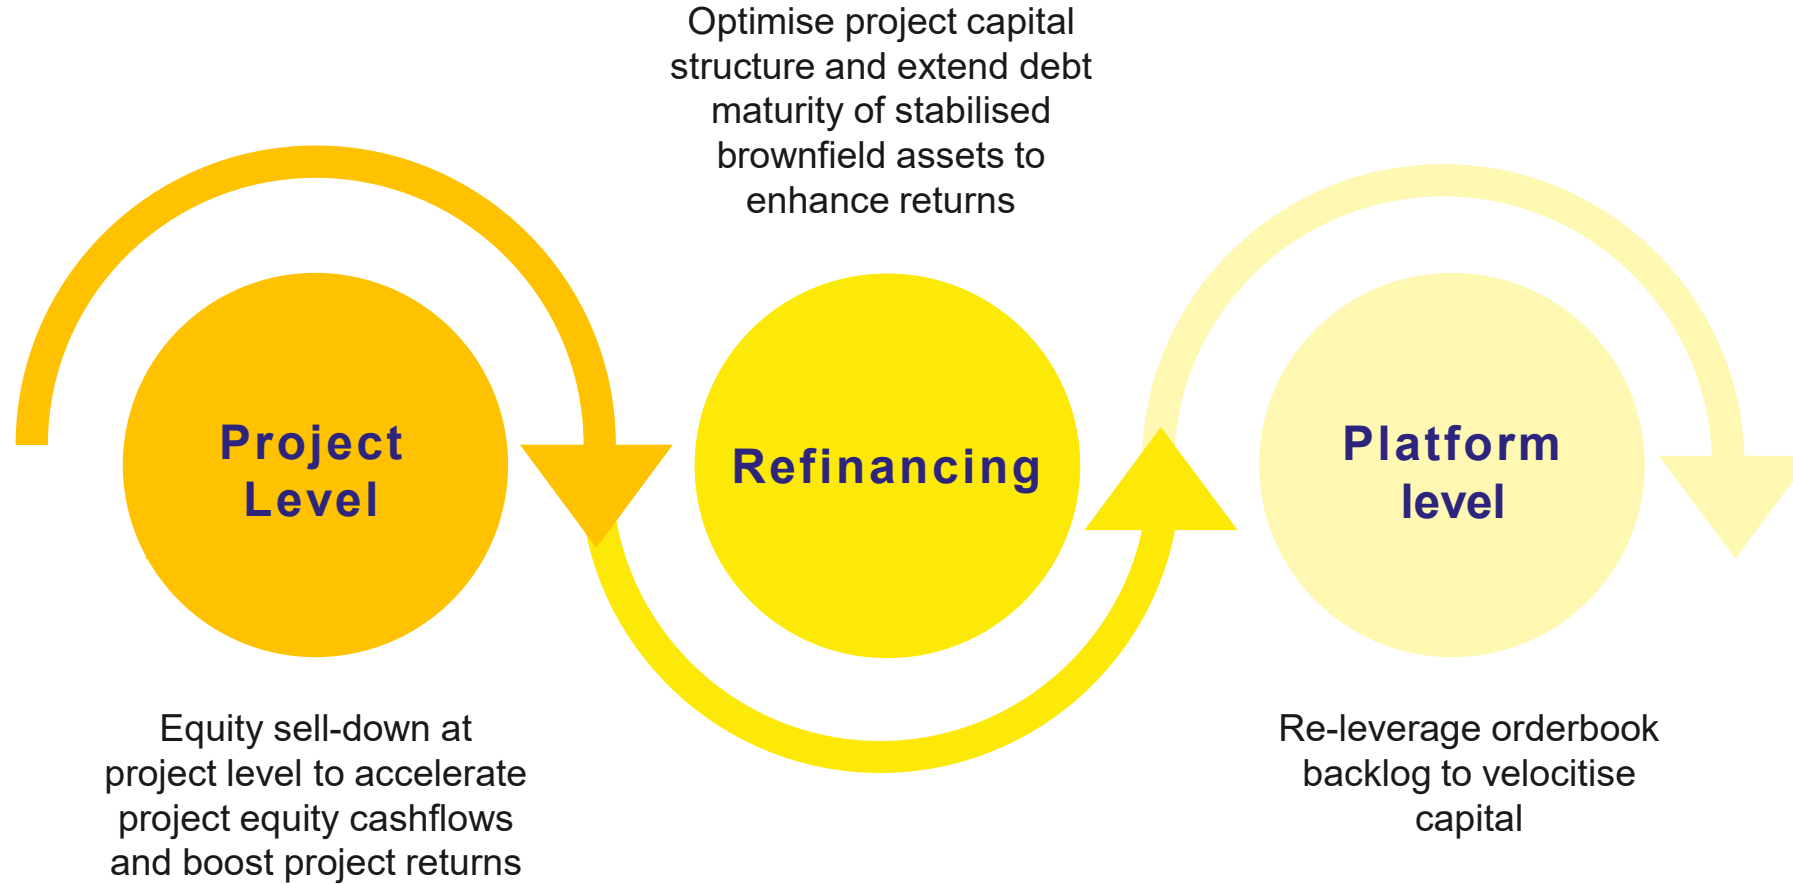 Optimise project capital
structure and extend debt
maturity of stabilised
brownfield assets to
enhance returns
Project
Level
Refinancing
Platform
level
Equity sell-down at
project level to accelerate
project equity cashflows
and boost project returns
Re-leverage orderbook
backlog to velocitise
capital